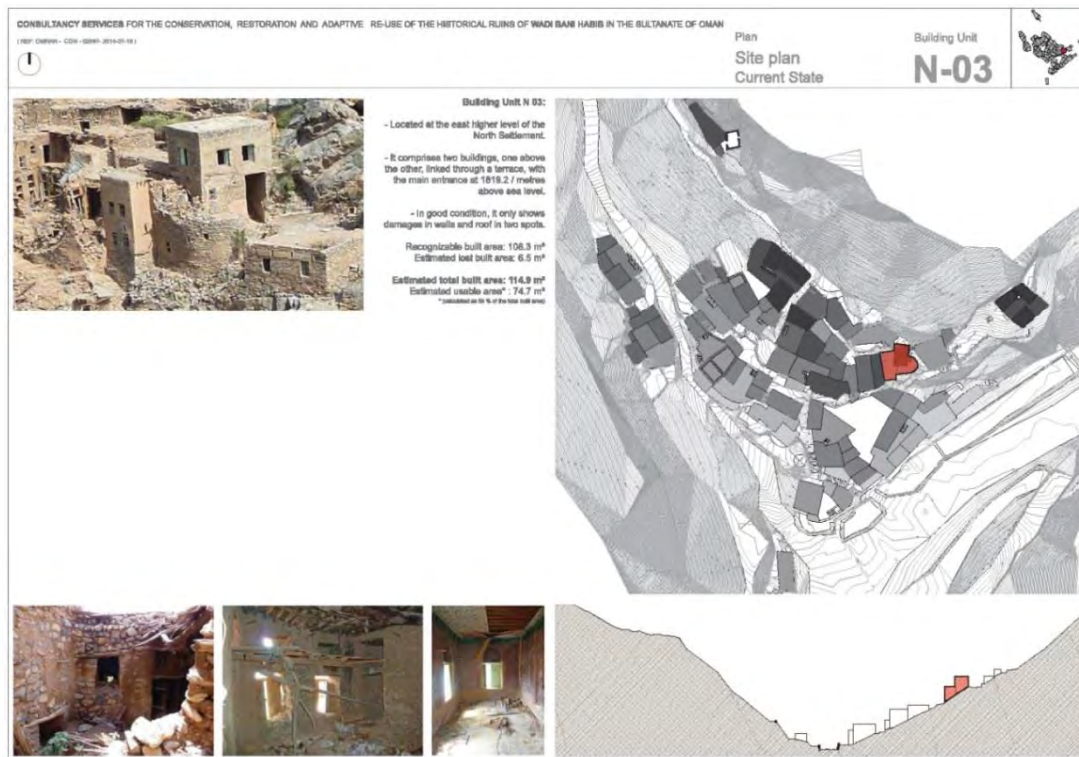 CONSULTANCY SERVICES FOR THE CONSERVATION, RESTORATION AND ADAPTIVE RE-USE OF THE HISTORICAL RUINS OF WADI BANI HABIB IN THE SULTANATE OF OMAN
Plan
Site plan
Current State
Building Unit
N-03
Building Unit N 03:
- Located at the east higher level of the
North Settlement.
- It comprises two buildings, one above
the other, linked through a terrace, with
the main entrance at 1819.2 / metres
above sea level.
- In good condition, it only shows
damages in walls and roof in two spots.
Recognizable built area: 108.3 m²
Estimated lost built area: 6.5 m²
Estimated total built area: 114.9 m²
Estimated usable area* : 74.7 m²